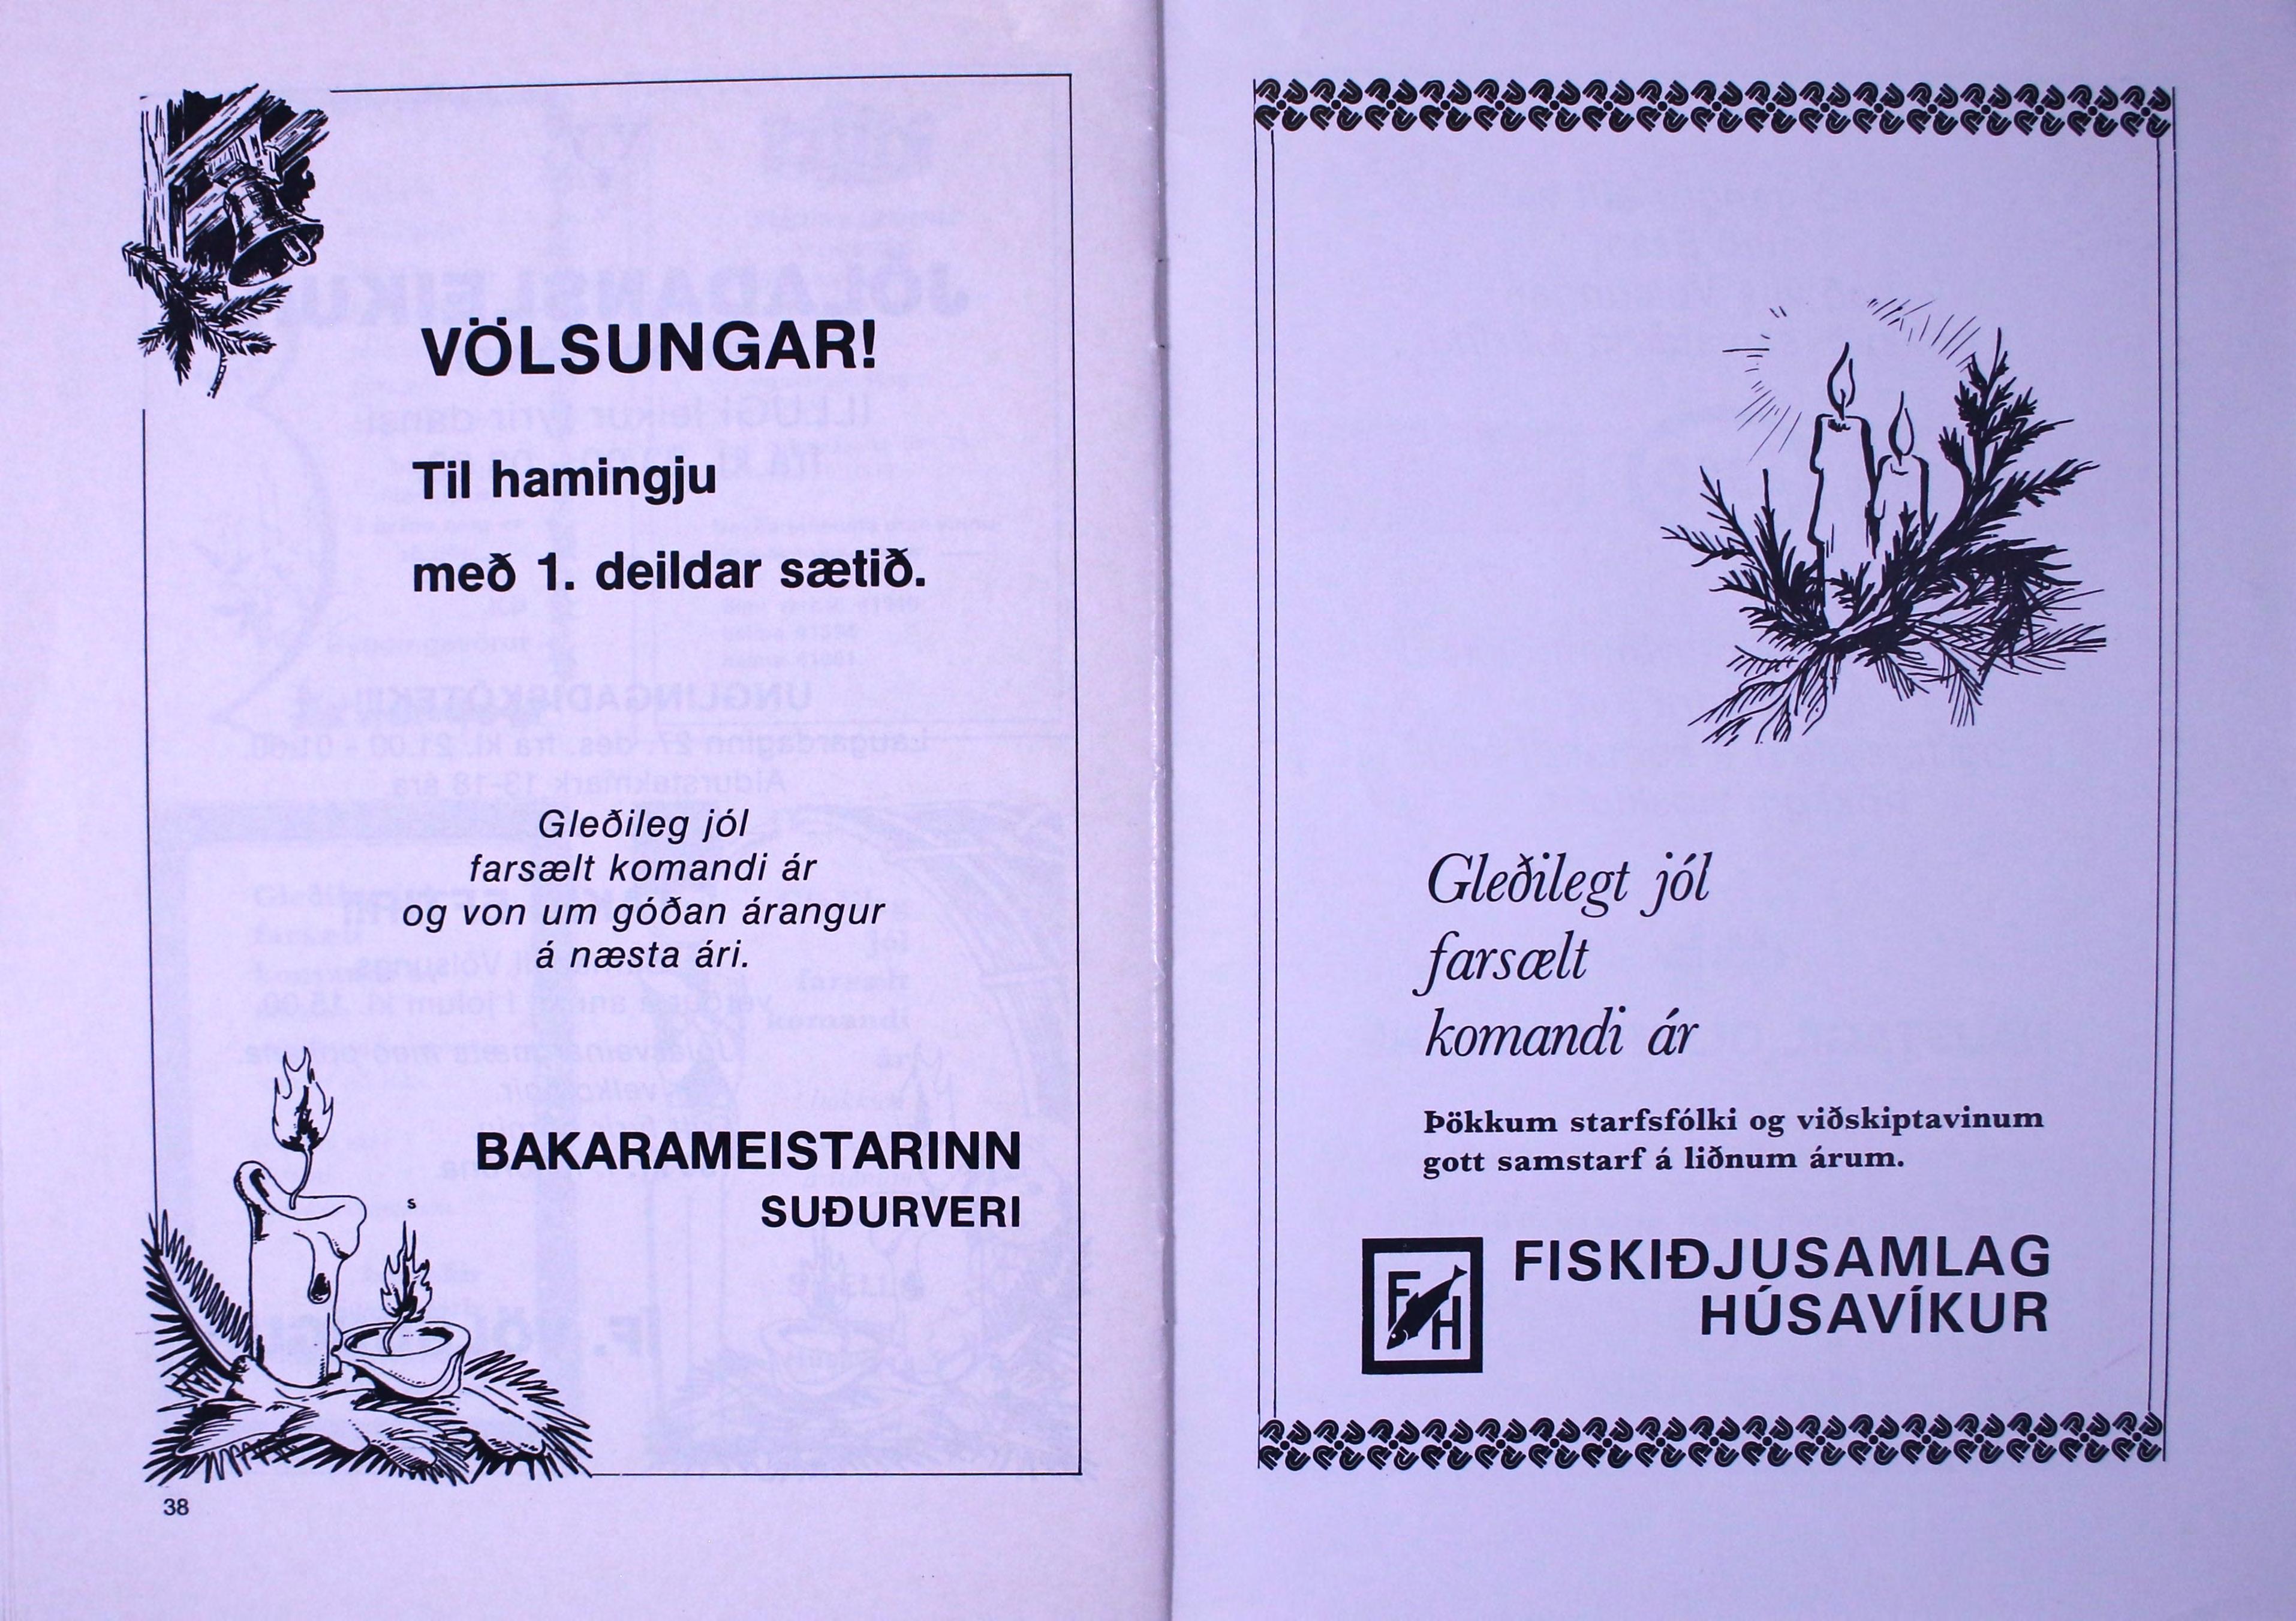 VÖLSUNGAR!
Til hamingju
með 1. deildar sætið.
Gleðileg jól
farsælt komandi ár
og von um góðan árangur
á næsta ári.
BAKARAMEISTARINN
SUÐURVERI
S
38
Gleðilegt jól
farsælt
komandi ár
Þökkum starfsfólki og viðskiptavinum
gott samstarf á liðnum árum.
FH
FISKIÐJUSAMLAG
HÚSAVÍKUR